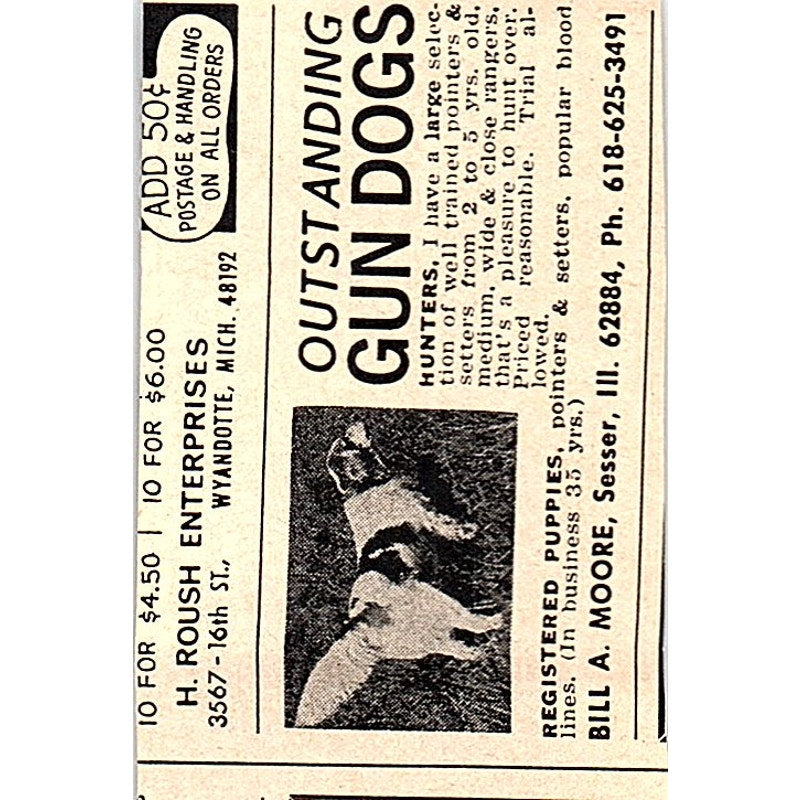 10 FOR $4.50 | 10 FOR $6.00
ADD 50¢
POSTAGE & HANDLING
ON ALL ORDERS
H. ROUSH ENTERPRISES
3567-16th ST., WYANDOTTE, MICH. 48192
OUTSTANDING
GUN DOGS
HUNTERS, I have a large selec-
tion of well trained pointers &
setters from 2 to 5 yrs. old,
medium, wide & close rangers,
that's a pleasure to hunt over.
Priced reasonable. Trial al-
lowed.
REGISTERED PUPPIES, pointers & setters, popular blood
lines. (In business 35 yrs.)
BILL A. MOORE, Sesser, Ill. 62884, Ph. 618-625-3491